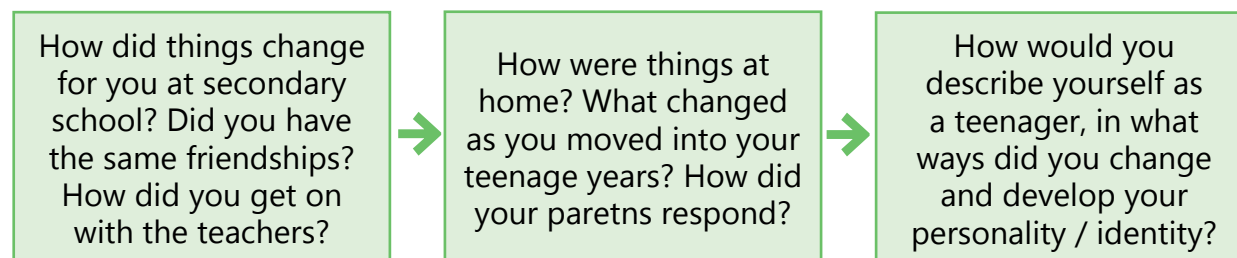 How did things change
for you at secondary
school? Did you have
the same friendships?
How did you get on
with the teachers?
How were things at
home? What changed
as you moved into your
teenage years? How did
your paretns respond?
How would you
describe yourself as
a teenager, in what
ways did you change
and develop your
personality / identity?